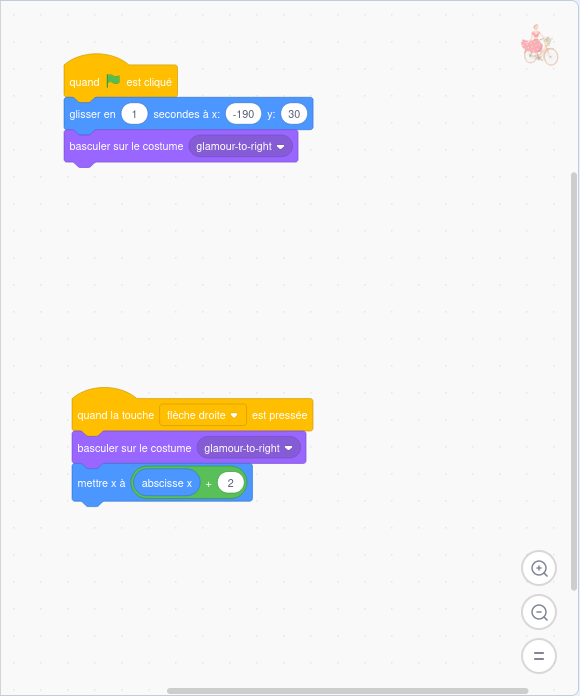 quand est cliqué
glisser en 1 secondes à x: -190 y: 30
basculer sur le costume glamour-to-right
quand la touche flèche droite est pressée
basculer sur le costume glamour-to-right
mettre x à abscisse x + 2